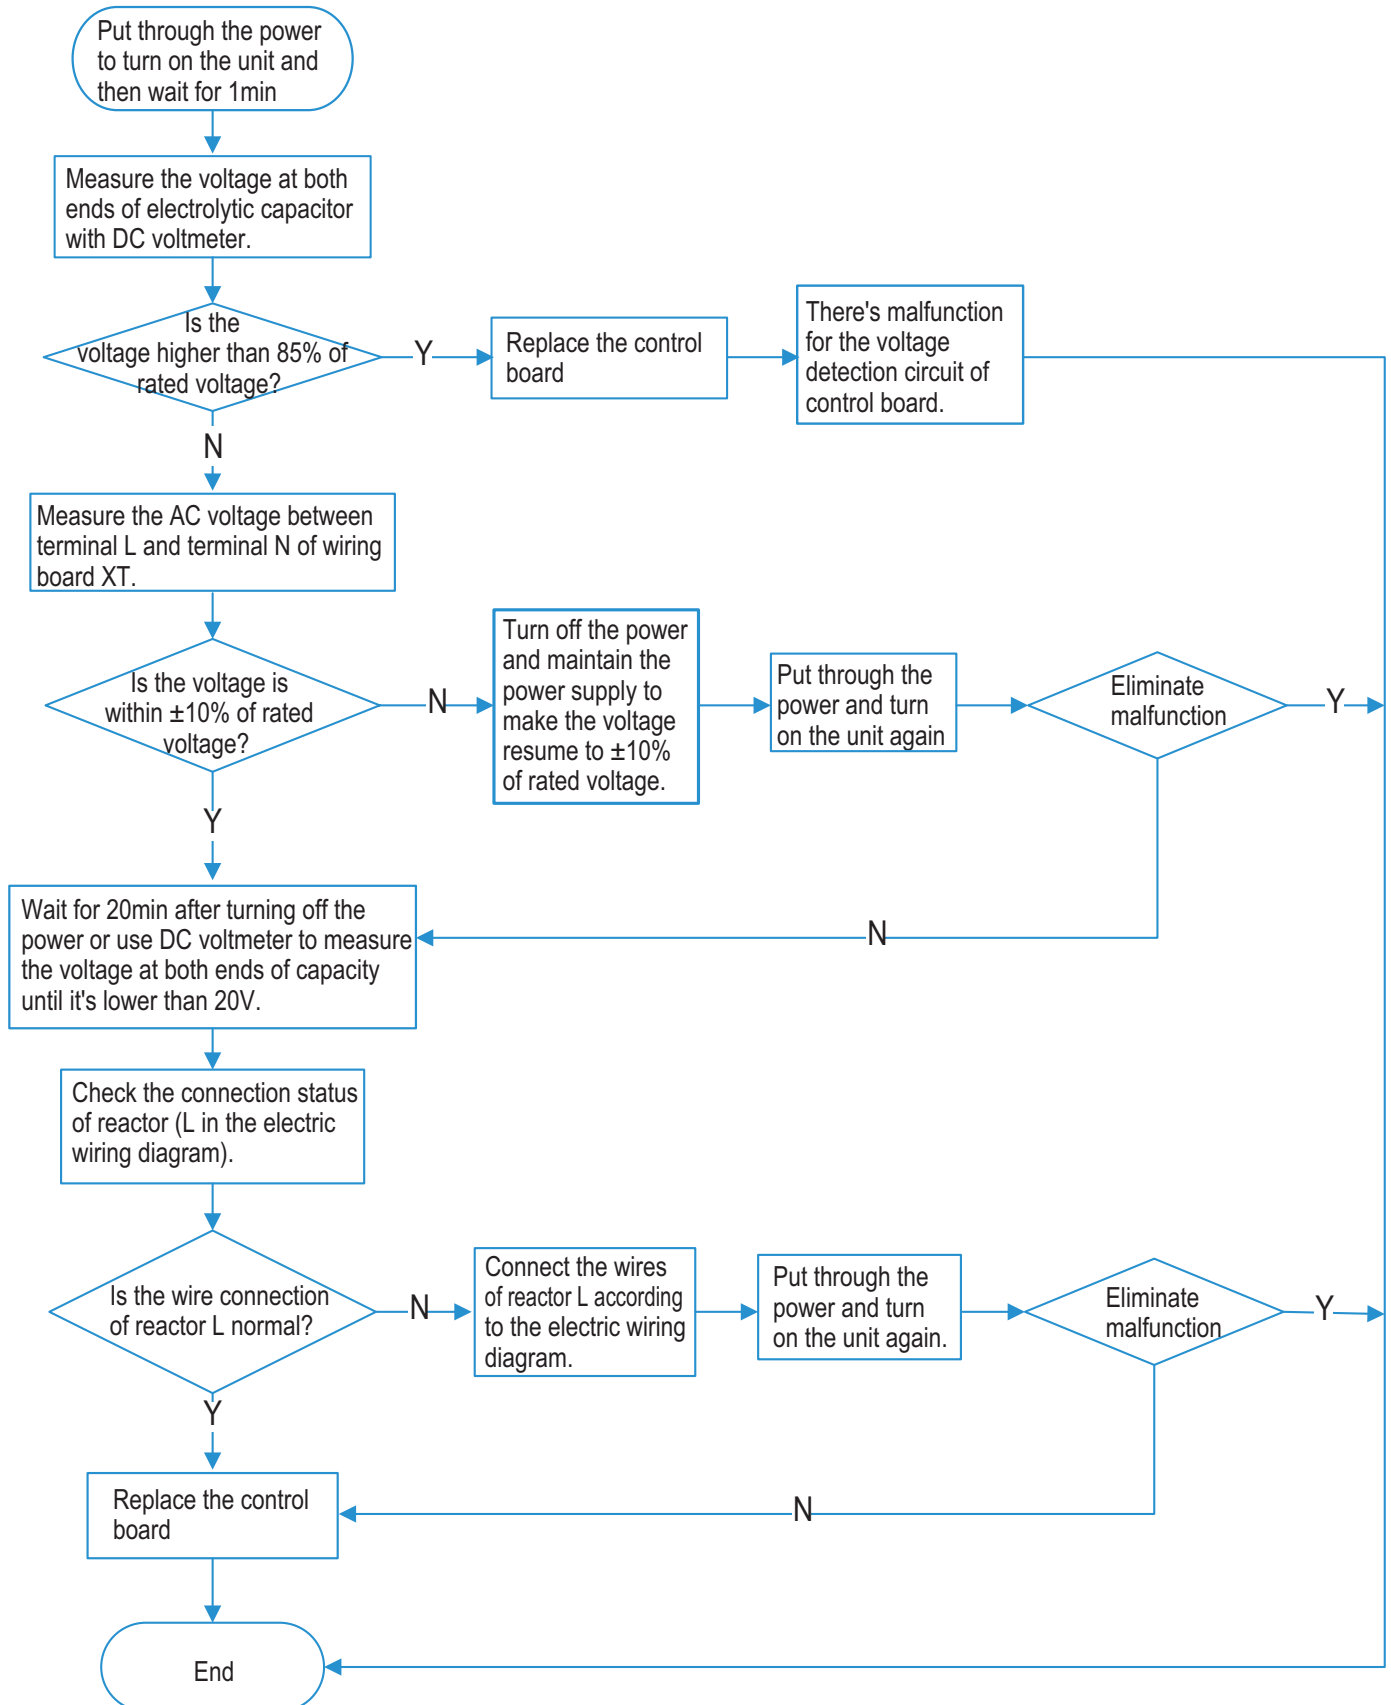 Put through the power
to turn on the unit and
then wait for 1min
Measure the voltage at both
ends of electrolytic capacitor
with DC voltmeter.
Is the
voltage higher than 85% of
rated voltage?
Y
Replace the control
board
There's malfunction
for the voltage
detection circuit of
control board.
N
Measure the AC voltage between
terminal L and terminal N of wiring
board XT.
Is the voltage is
within ±10% of rated
voltage?
N
Turn off the power
and maintain the
power supply to
make the voltage
resume to ±10%
of rated voltage.
Put through the
power and turn
on the unit again
Eliminate
malfunction
Y
Y
N
Wait for 20min after turning off the
power or use DC voltmeter to measure
the voltage at both ends of capacity
until it's lower than 20V.
Check the connection status
of reactor (L in the electric
wiring diagram).
Is the wire connection
of reactor L normal?
N
Connect the wires
of reactor L according
to the electric wiring
diagram.
Put through the
power and turn
on the unit again.
Eliminate
malfunction
Y
Y
N
Replace the control
board
End